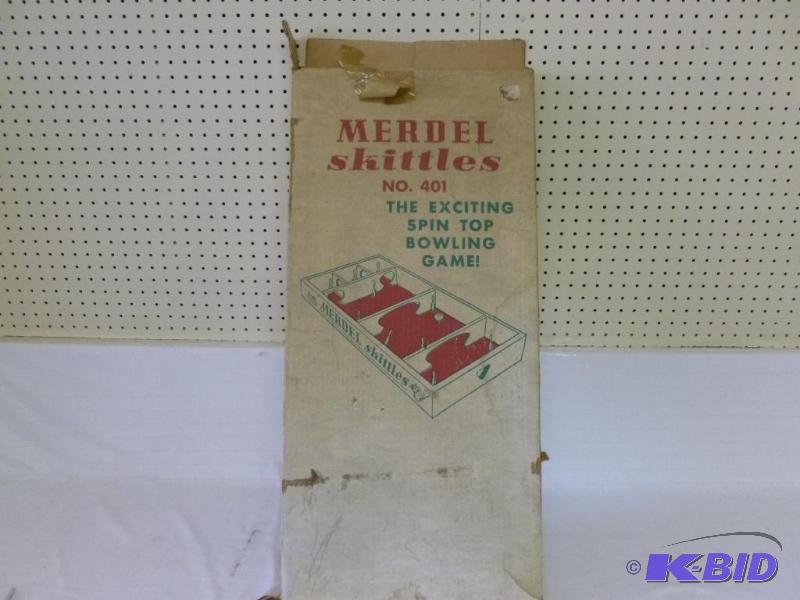 MERDEL
skittles
NO. 401
THE EXCITING
SPIN TOP
BOWLING
GAME!
MERDEL skittles
© K-BID